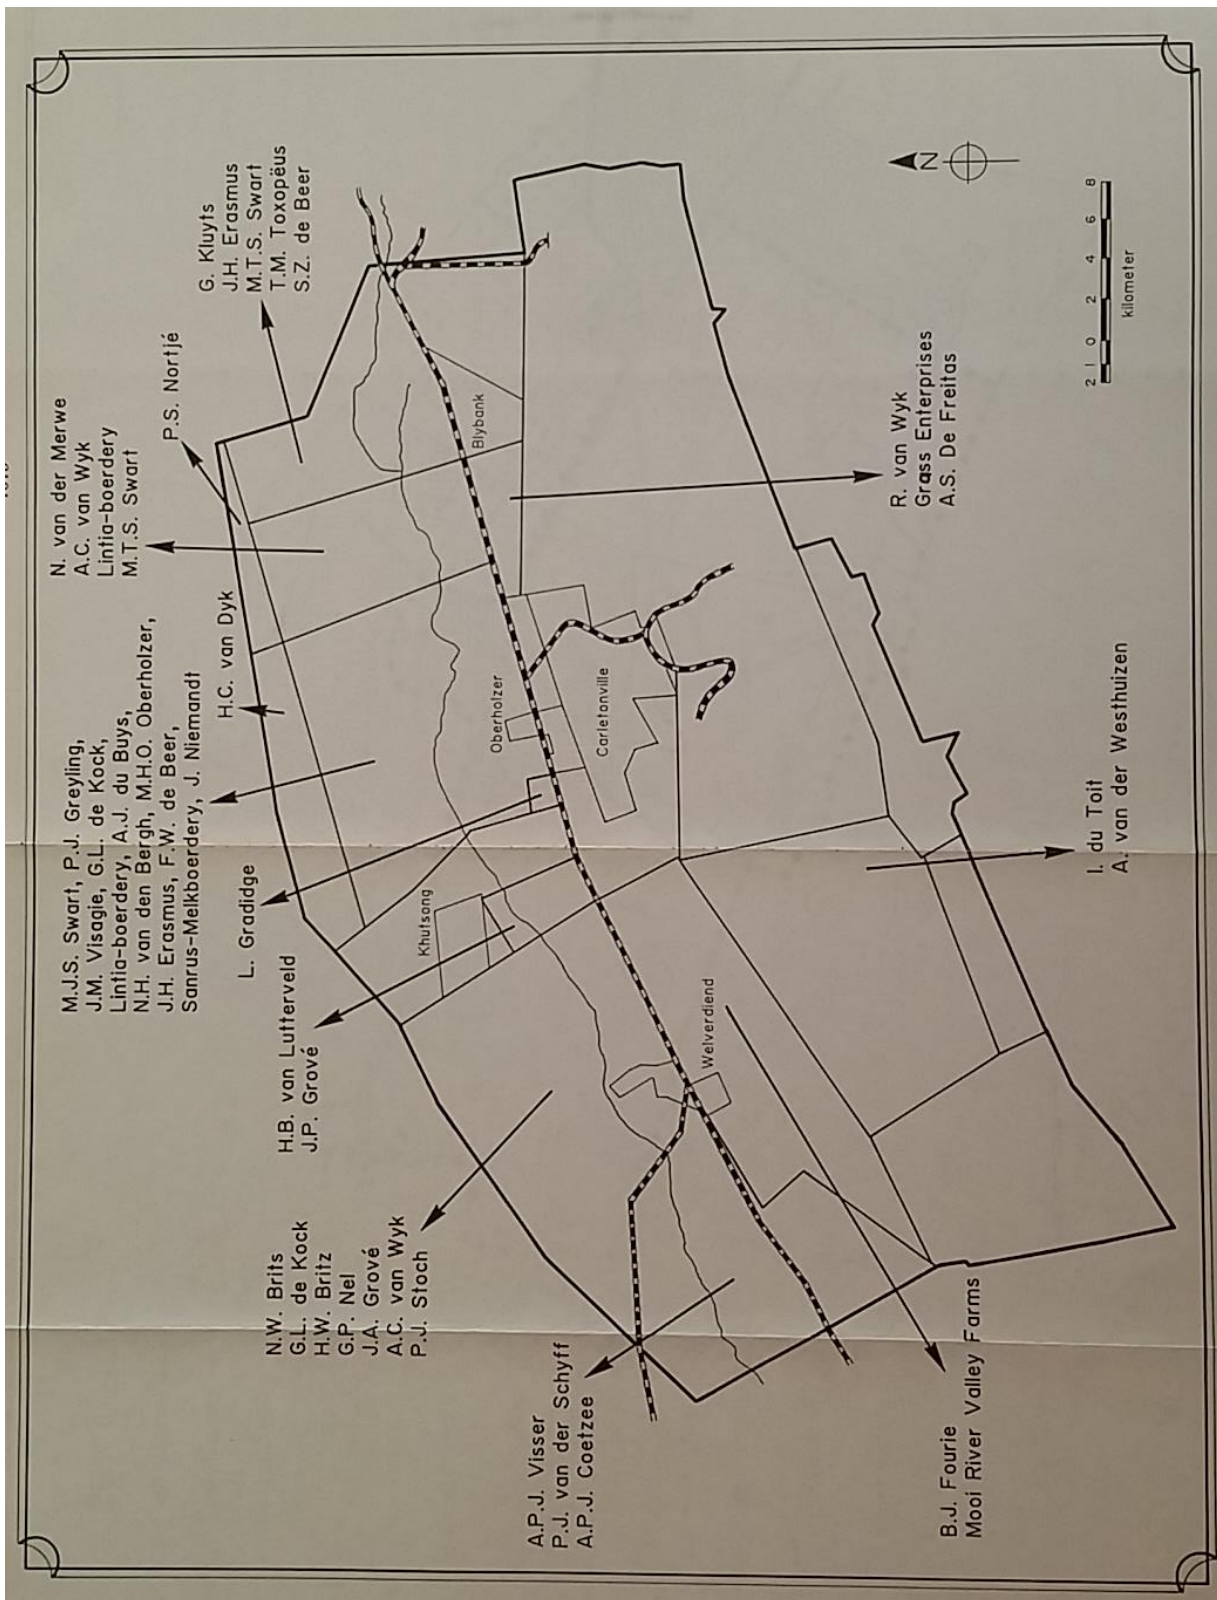 N. van der Merwe
A.C. van Wyk
Lintia-boerdery
M.T.S. Swart
P.S. Nortjé
G. Kluyts
J.H. Erasmus
M.T.S. Swart
T.M. Toxopëus
S.Z. de Beer
M.J.S. Swart, P.J. Greyling,
J.M. Visagie, G.L. de Kock,
Lintia-boerdery, A.J. du Buys,
N.H. van den Bergh, M.H.O. Oberholzer,
J.H. Erasmus, F.W. de Beer,
Sanrus-Melkboerdery, J. Niemandt
H.C. van Dyk
L. Gradidge
H.B. van Lutterveld
J.P. Grové
N.W. Brits
G.L. de Kock
H.W. Britz
G.P. Nel
J.A. Grové
A.C. van Wyk
P.J. Stoch
Khutsong
Oberholzer
Blybank
Carletonville
Welverdiend
A.P.J. Visser
P.J. van der Schyff
A.P.J. Coetzee
R. van Wyk
Grass Enterprises
A.S. De Freitas
N
B.J. Fourie
Mooi River Valley Farms
I. du Toit
A. van der Westhuizen
2 1 0 2 4 6 8
kilometer